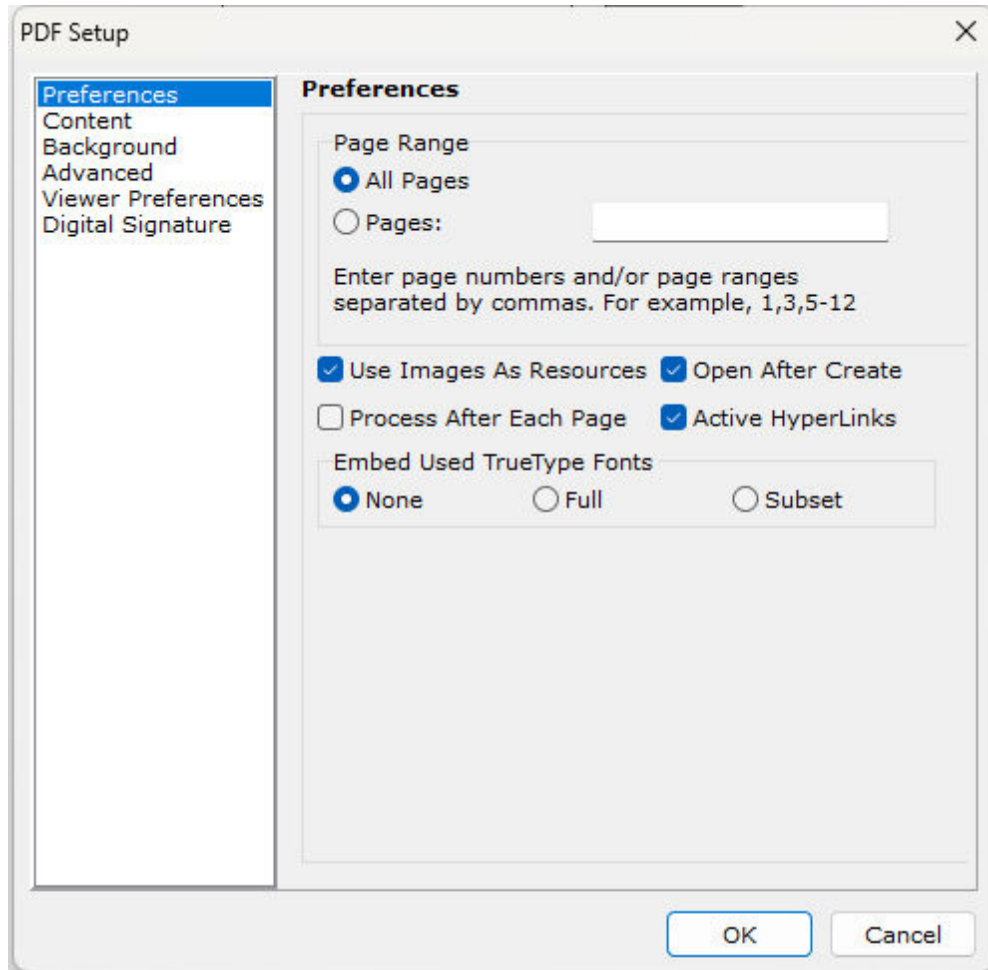 PDF Setup
Preferences
Content
Background
Advanced
Viewer Preferences
Digital Signature
Preferences
Page Range
All Pages
Pages:
Enter page numbers and/or page ranges
separated by commas. For example, 1,3,5-12
Use Images As Resources Open After Create
Process After Each Page Active HyperLinks
Embed Used TrueType Fonts
None Full Subset
OK Cancel